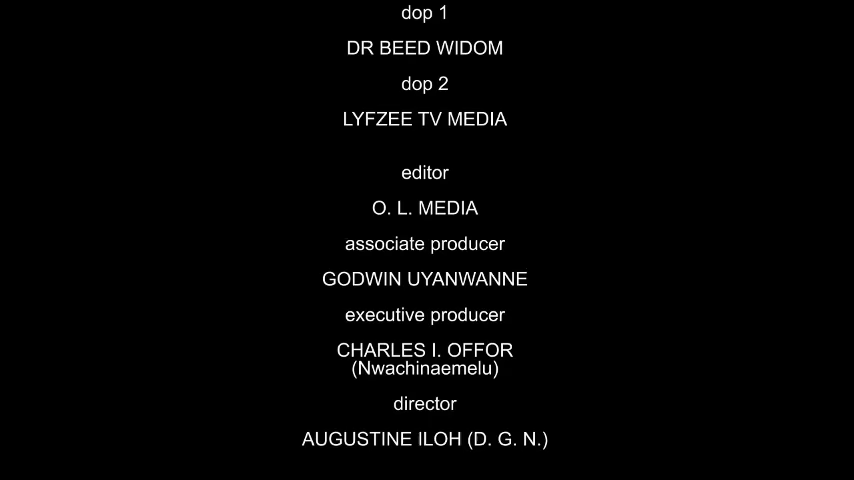 dop 1
DR BEED WIDOM
dop 2
LYFZEE TV MEDIA
editor
O. L. MEDIA
associate producer
GODWIN UYANWANNE
executive producer
CHARLES I. OFFOR
(Nwachinaemelu)
director
AUGUSTINE ILOH (D. G. N.)